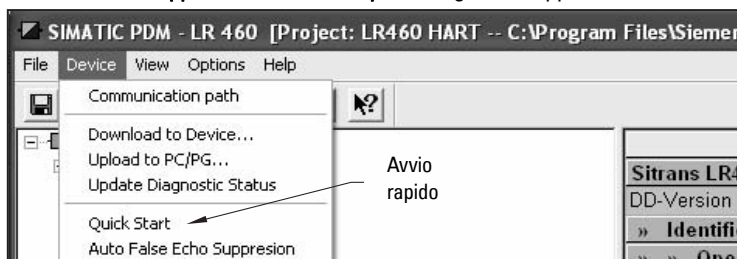 SIMATIC PDM - LR 460 [Project: LR460 HART -- C:\Program Files\Siemen
File Device View Options Help
Communication path
Download to Device...
Upload to PC/PG...
Update Diagnostic Status
Quick Start
Auto False Echo Suppresion
Avvio
rapido
Sitrans LR4
DD-Version
» Identifi